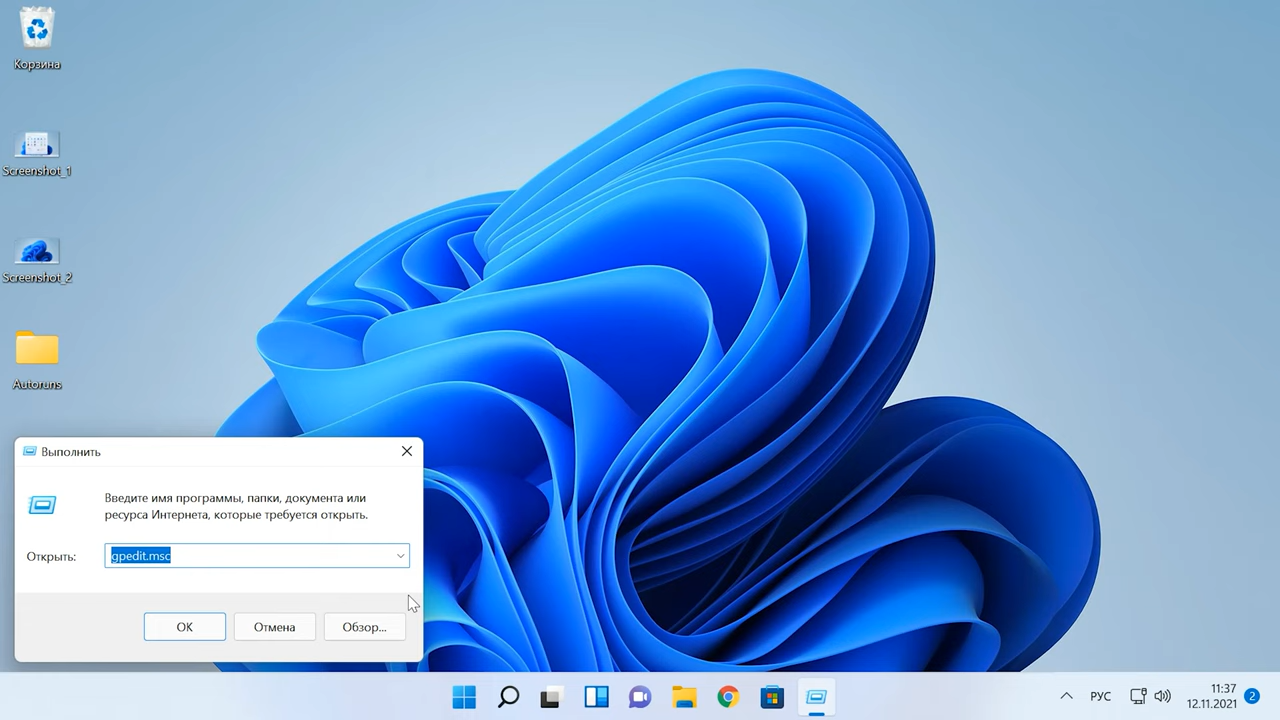 Корзина
Screenshot_1
Screenshot_2
Autoruns
Выполнить
Введите имя программы, папки, документа или
ресурса Интернета, которые требуется открыть.
Открыть:
gpedit.msc
ОК
Отмена
Обзор...
РУС
11:37
12.11.2021
2